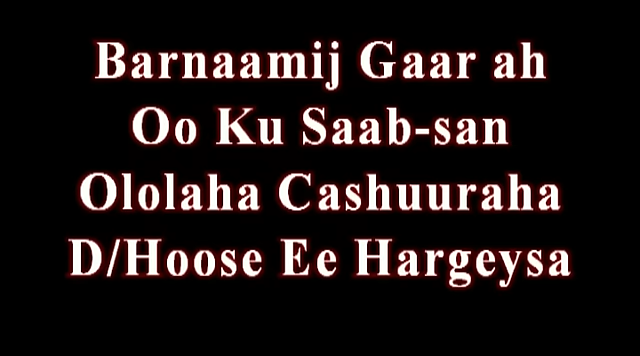 Barnaamij Gaar ah
Oo Ku Saab-san
Ololaha Cashuuraha
D/Hoose Ee Hargeysa